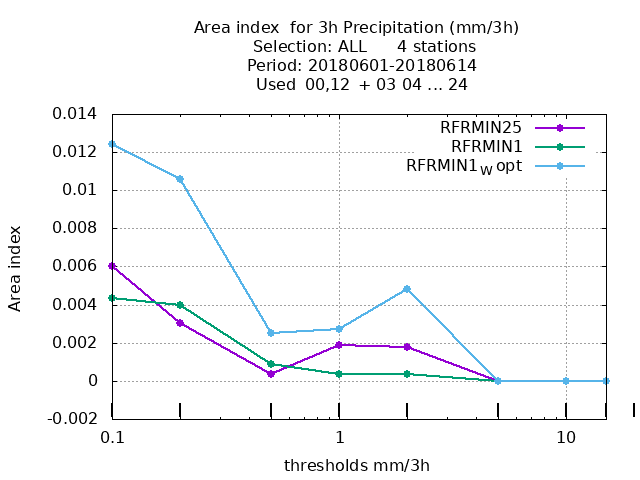 Area index  for 3h Precipitation (mm/3h)
Selection: ALL      4 stations
Period: 20180601-20180614
Used  00,12  + 03 04 ... 24
RFRMIN25
RFRMIN1
RFRMIN1W opt
0.014
0.012
0.01
0.008
0.006
0.004
0.002
0
-0.002
Area index
0.1 1 10
thresholds mm/3h